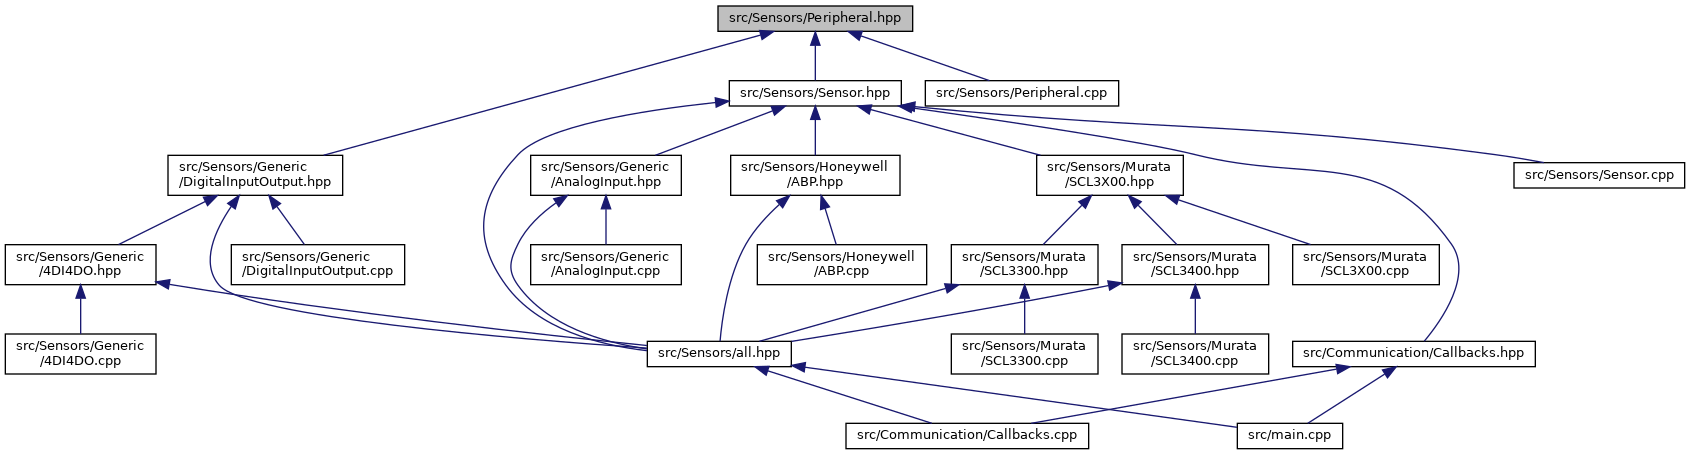 src/Sensors/Peripheral.hpp
src/Sensors/Sensor.hpp
src/Sensors/Peripheral.cpp
src/Sensors/Generic
/DigitalInputOutput.hpp
src/Sensors/Generic
/AnalogInput.hpp
src/Sensors/Honeywell
/ABP.hpp
src/Sensors/Murata
/SCL3X00.hpp
src/Sensors/Sensor.cpp
src/Sensors/Generic
/4DI4DO.hpp
src/Sensors/Generic
/DigitalInputOutput.cpp
src/Sensors/Generic
/AnalogInput.cpp
src/Sensors/Honeywell
/ABP.cpp
src/Sensors/Murata
/SCL3300.hpp
src/Sensors/Murata
/SCL3400.hpp
src/Sensors/Murata
/SCL3X00.cpp
src/Sensors/Generic
/4DI4DO.cpp
src/Sensors/all.hpp
src/Sensors/Murata
/SCL3300.cpp
src/Sensors/Murata
/SCL3400.cpp
src/Communication/Callbacks.hpp
src/Communication/Callbacks.cpp
src/main.cpp